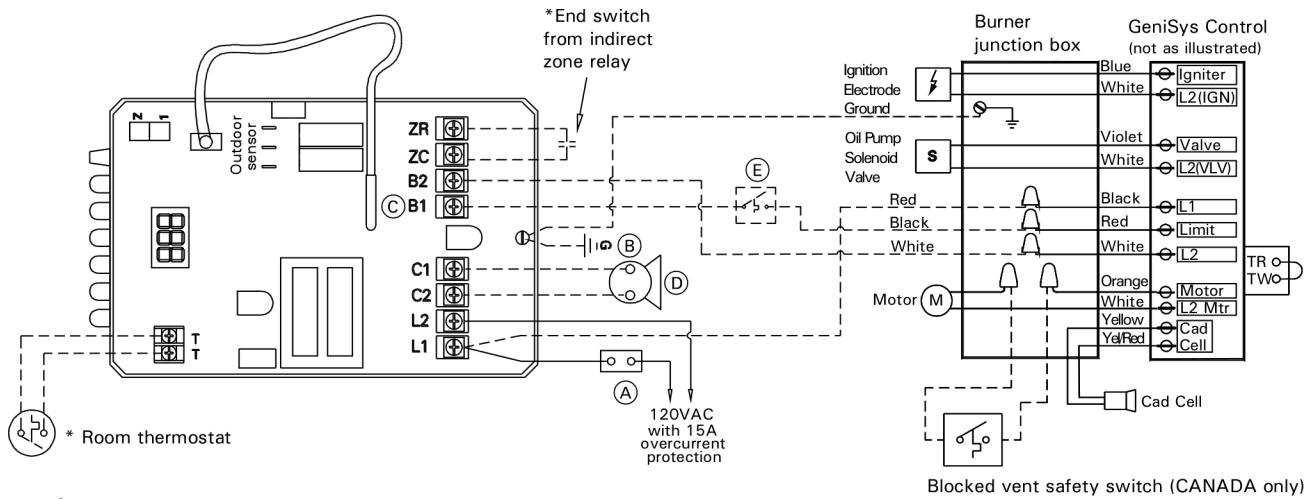 *End switch
from indirect
zone relay
Burner
junction box
GeniSys Control
(not as illustrated)
Ignition
Electrode
Ground
Blue
Igniter
White
L2(IGN)
Oil Pump
Solenoid
Valve
S
Violet
Valve
White
L2(VLV)
Z
1
Outdoor
sensor
ZR
ZC
B2
C
B1
E
Red
Black
L1
Black
Red
Limit
White
White
L2
G
B
C1
C2
D
L2
L1
TR
TW
Motor
M
Orange
Motor
White
L2 Mtr
Yellow
Cad
Yel/Red
Cell
T
T
A
120VAC
with 15A
overcurrent
protection
Cad Cell
* Room thermostat
Blocked vent safety switch (CANADA only)